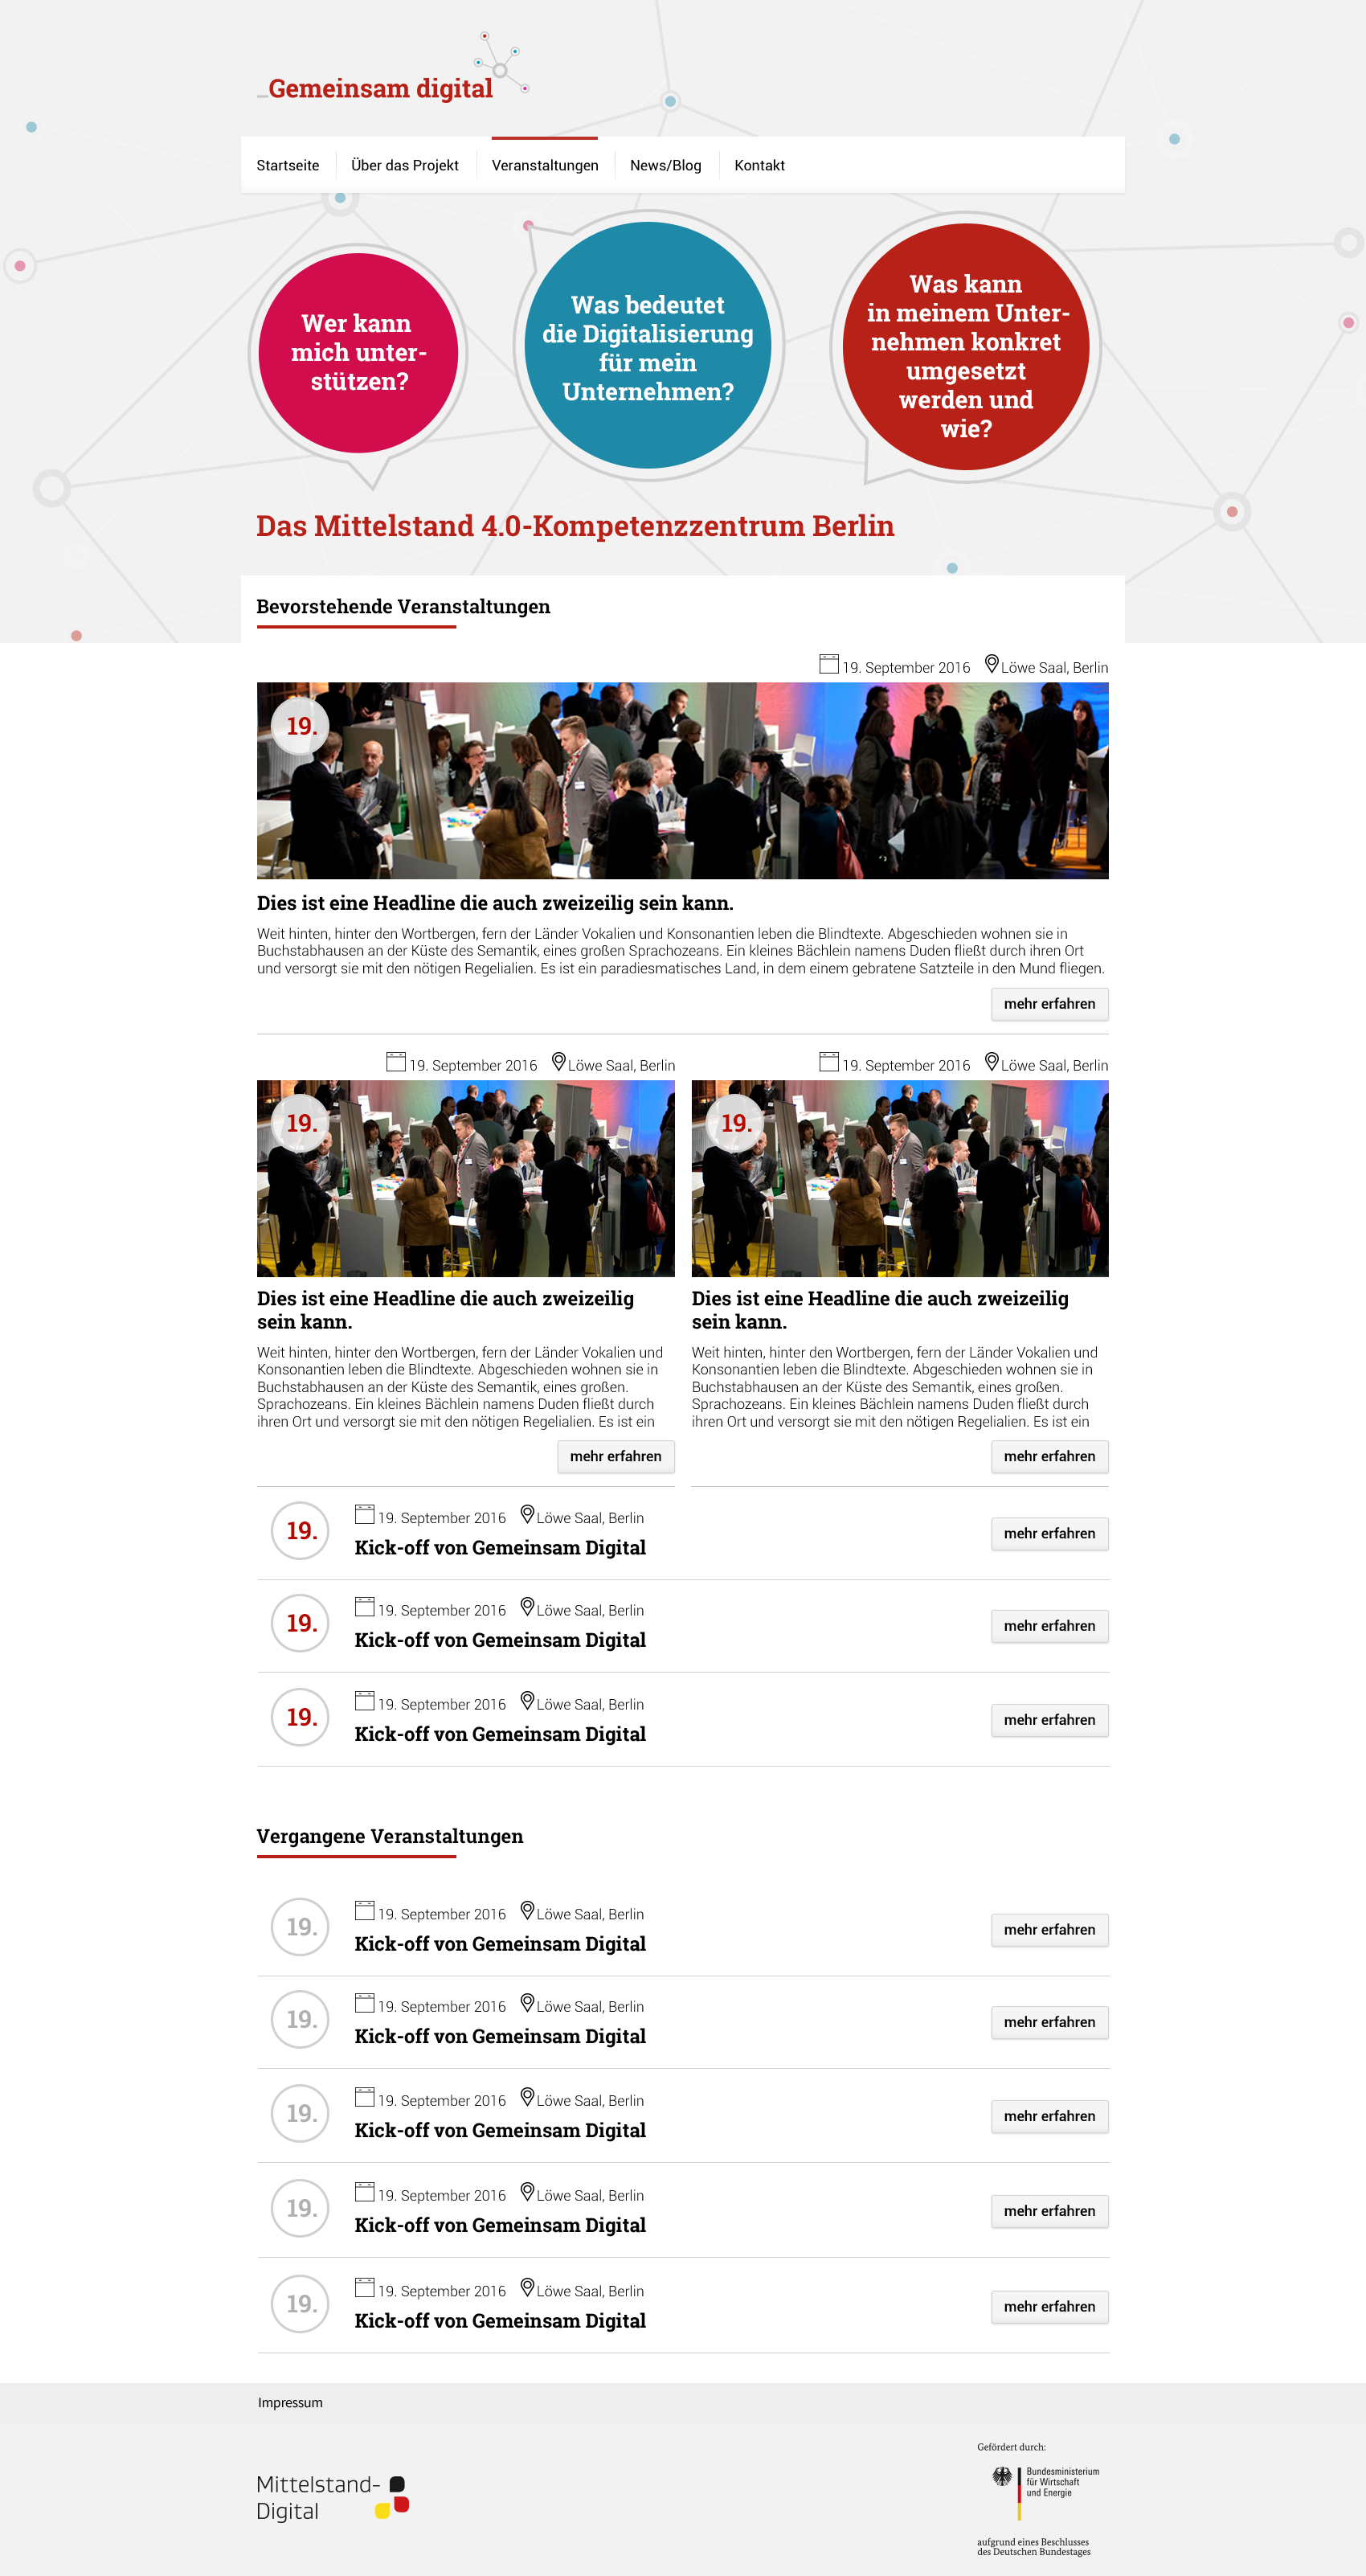 _Gemeinsam digital
Startseite
Über das Projekt
Veranstaltungen
News/Blog
Kontakt
Wer kann
mich unter-
stützen?
Was bedeutet
die Digitalisierung
für mein
Unternehmen?
Was kann
in meinem Unter-
nehmen konkret
umgesetzt
werden und
wie?
Das Mittelstand 4.0-Kompetenzzentrum Berlin
Bevorstehende Veranstaltungen
19. September 2016 Löwe Saal, Berlin
19.
Dies ist eine Headline die auch zweizeilig sein kann.
Weit hinten, hinter den Wortbergen, fern der Länder Vokalien und Konsonantien leben die Blindtexte. Abgeschieden wohnen sie in
Buchstabhausen an der Küste des Semantik, eines großen Sprachozeans. Ein kleines Bächlein namens Duden fließt durch ihren Ort
und versorgt sie mit den nötigen Regelialien. Es ist ein paradiesmatisches Land, in dem einem gebratene Satzteile in den Mund fliegen.
mehr erfahren
19. September 2016 Löwe Saal, Berlin
19.
Dies ist eine Headline die auch zweizeilig
sein kann.
Weit hinten, hinter den Wortbergen, fern der Länder Vokalien und
Konsonantien leben die Blindtexte. Abgeschieden wohnen sie in
Buchstabhausen an der Küste des Semantik, eines großen.
Sprachozeans. Ein kleines Bächlein namens Duden fließt durch
ihren Ort und versorgt sie mit den nötigen Regelialien. Es ist ein
mehr erfahren
19. September 2016 Löwe Saal, Berlin
19.
Dies ist eine Headline die auch zweizeilig
sein kann.
Weit hinten, hinter den Wortbergen, fern der Länder Vokalien und
Konsonantien leben die Blindtexte. Abgeschieden wohnen sie in
Buchstabhausen an der Küste des Semantik, eines großen.
Sprachozeans. Ein kleines Bächlein namens Duden fließt durch
ihren Ort und versorgt sie mit den nötigen Regelialien. Es ist ein
mehr erfahren
19.
19. September 2016 Löwe Saal, Berlin
Kick-off von Gemeinsam Digital
mehr erfahren
19.
19. September 2016 Löwe Saal, Berlin
Kick-off von Gemeinsam Digital
mehr erfahren
19.
19. September 2016 Löwe Saal, Berlin
Kick-off von Gemeinsam Digital
mehr erfahren
Vergangene Veranstaltungen
19.
19. September 2016 Löwe Saal, Berlin
Kick-off von Gemeinsam Digital
mehr erfahren
19.
19. September 2016 Löwe Saal, Berlin
Kick-off von Gemeinsam Digital
mehr erfahren
19.
19. September 2016 Löwe Saal, Berlin
Kick-off von Gemeinsam Digital
mehr erfahren
19.
19. September 2016 Löwe Saal, Berlin
Kick-off von Gemeinsam Digital
mehr erfahren
19.
19. September 2016 Löwe Saal, Berlin
Kick-off von Gemeinsam Digital
mehr erfahren
Impressum
Mittelstand-
Digital
Gefördert durch:
Bundesministerium
für Wirtschaft
und Energie
aufgrund eines Beschlusses
des Deutschen Bundestages